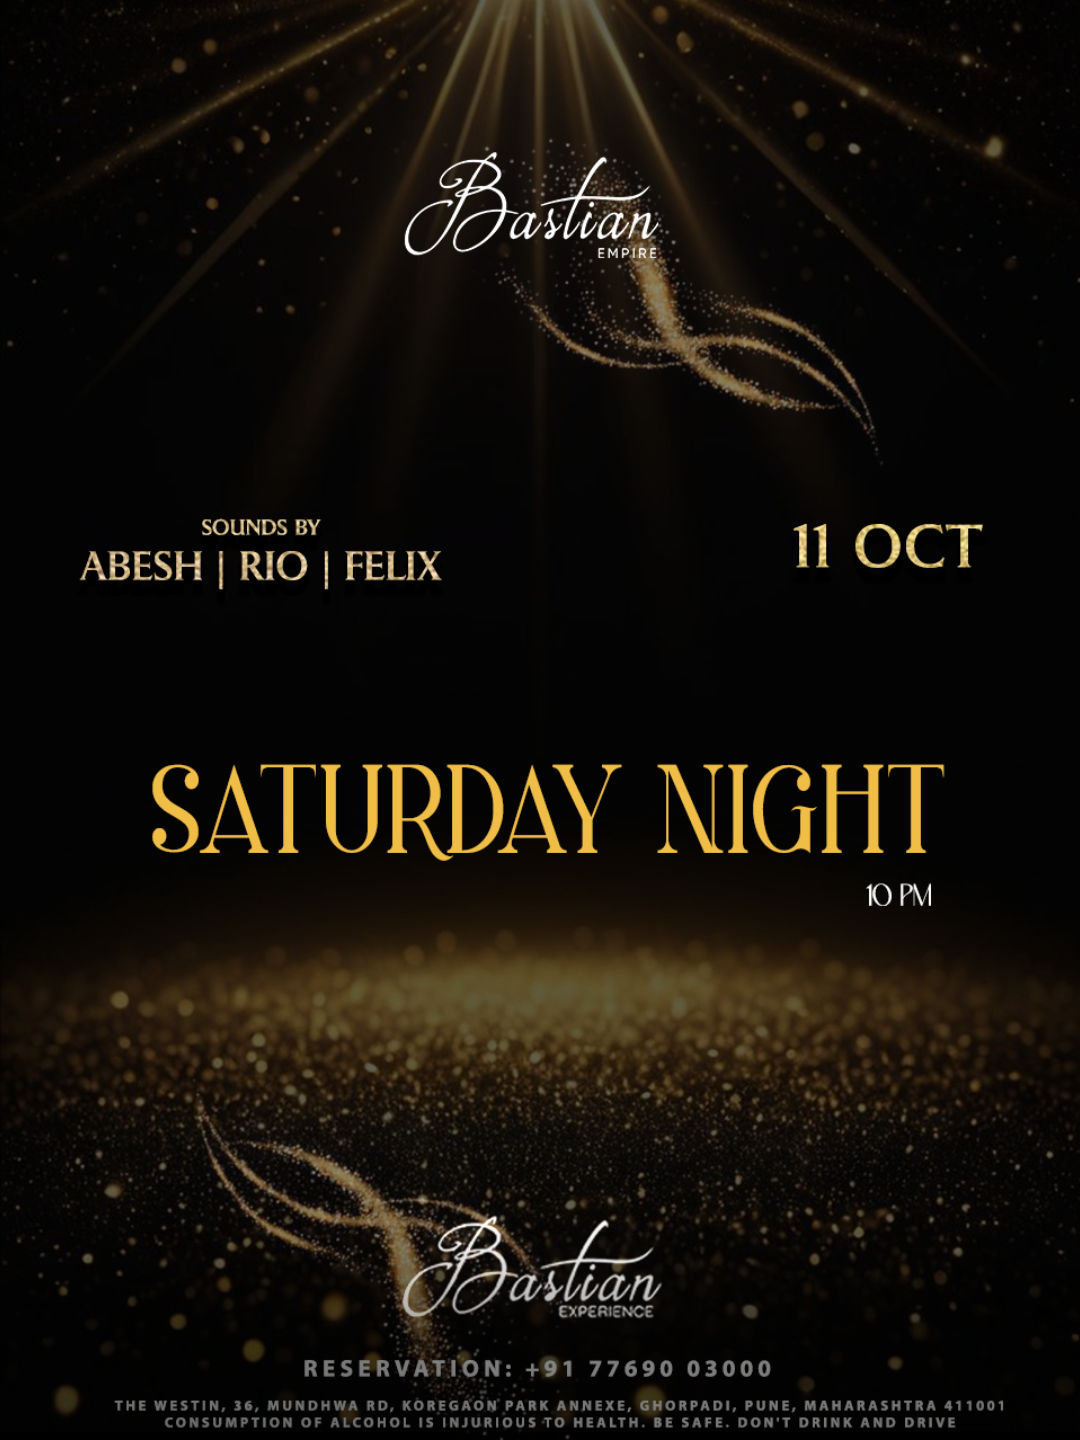 Bastian
EMPIRE
SOUNDS BY
ABESH | RIO | FELIX
11 OCT
SATURDAY NIGHT
10 PM
Bastian
EXPERIENCE
RESERVATION: +91 77690 03000
THE WESTIN, 36, MUNDHWA RD, KOREGAON PARK ANNEXE, GHORPADI, PUNE, MAHARASHTRA 411001
CONSUMPTION OF ALCOHOL IS INJURIOUS TO HEALTH. BE SAFE. DON'T DRINK AND DRIVE